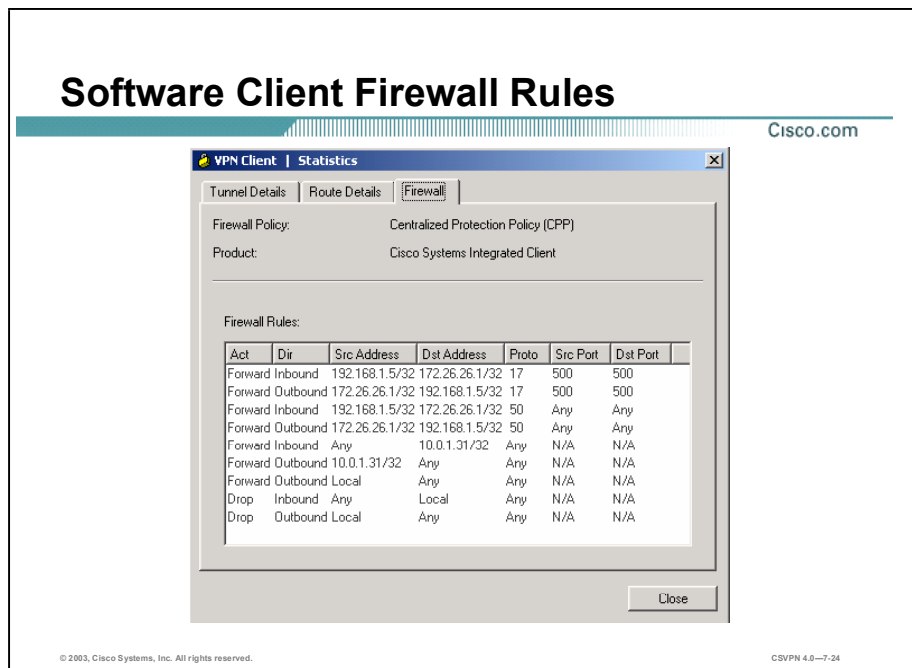 Software Client Firewall Rules
Cisco.com
VPN Client | Statistics
Tunnel Details Route Details Firewall
Firewall Policy: Centralized Protection Policy (CPP)
Product: Cisco Systems Integrated Client
Firewall Rules:
Act Dir Src Address Dst Address Proto Src Port Dst Port
Forward Inbound 192.168.1.5/32 172.26.26.1/32 17 500 500
Forward Outbound 172.26.26.1/32 192.168.1.5/32 17 500 500
Forward Inbound 192.168.1.5/32 172.26.26.1/32 50 Any Any
Forward Outbound 172.26.26.1/32 192.168.1.5/32 50 Any Any
Forward Inbound Any 10.0.1.31/32 Any N/A N/A
Forward Outbound 10.0.1.31/32 Any Any N/A N/A
Forward Outbound Local Any Any N/A N/A
Drop Inbound Any Local Any N/A N/A
Drop Outbound Local Any Any N/A N/A
Close
© 2003, Cisco Systems, Inc. All rights reserved. CSVPN 4.0—7-24